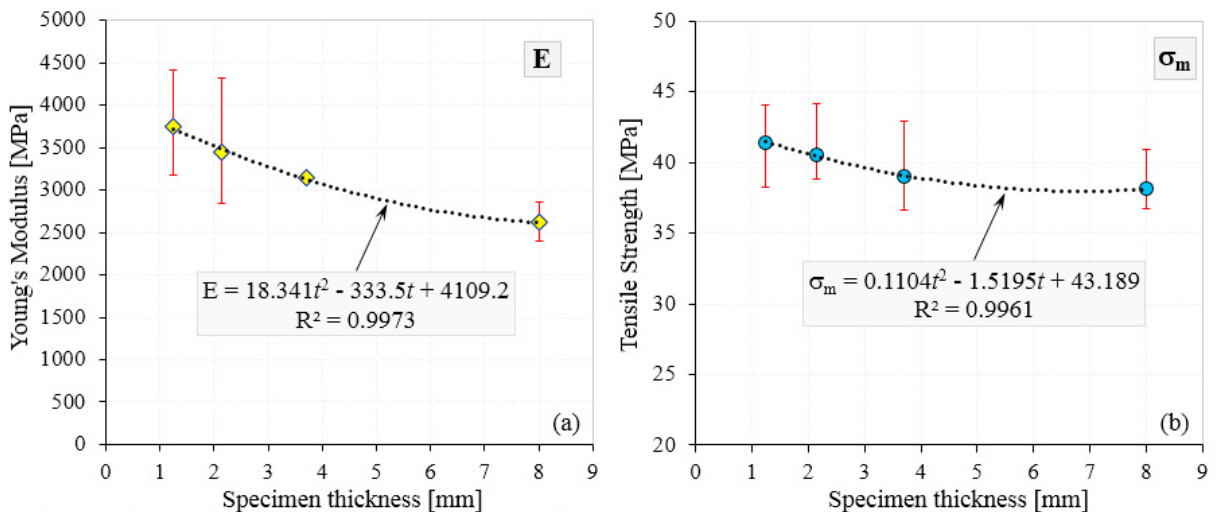 5000
4500
4000
3500
3000
2500
2000
1500
1000
500
0
Young's Modulus [MPa]
E
E = 18.341t² - 333.5t + 4109.2
R² = 0.9973
(a)
0 1 2 3 4 5 6 7 8 9
Specimen thickness [mm]
50
45
40
35
30
25
20
Tensile Strength [MPa]
σm
σm = 0.1104t² - 1.5195t + 43.189
R² = 0.9961
(b)
0 1 2 3 4 5 6 7 8 9
Specimen thickness [mm]